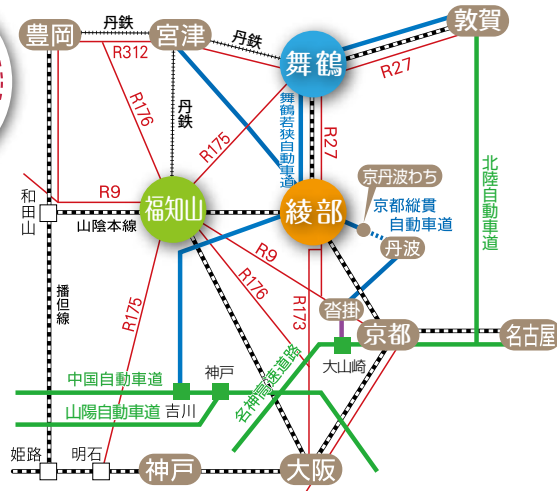 丹鉄
豊岡
宮津
丹鉄
敦賀
R312
舞鶴
R27
R176
丹鉄
R175
舞鶴若狭自動車道
R27
北陸自動車道
京丹波わち
和田山
R9
福知山
綾部
京都縦貫自動車道
山陰本線
丹波
R9
播但線
R175
R176
R173
沓掛
京都
名古屋
大山崎
中国自動車道
神戸
名神高速道路
山陽自動車道
吉川
姫路
明石
神戸
大阪